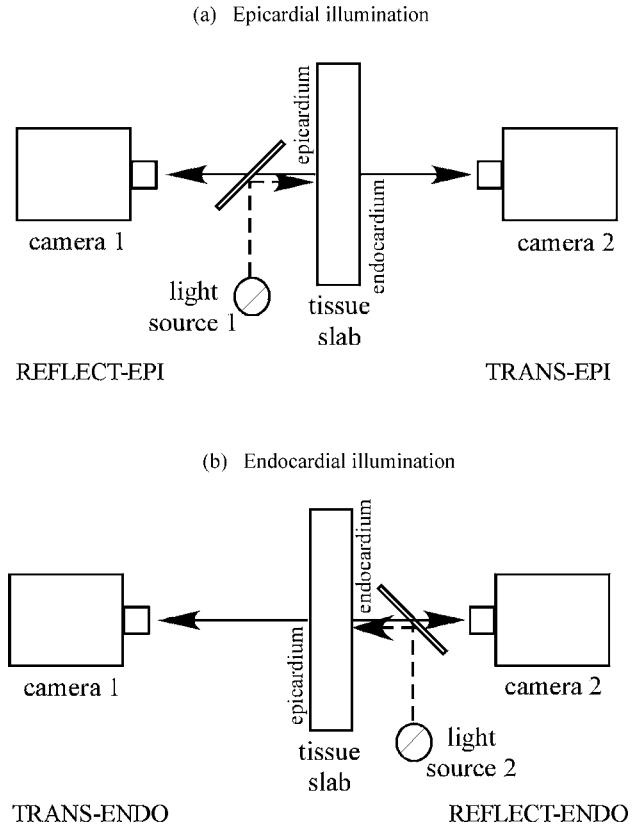 (a) Epicardial illumination
epicardium
endocardium
camera 1
camera 2
light
source 1
tissue
slab
REFLECT-EPI
TRANS-EPI
(b) Endocardial illumination
endocardium
epicardium
camera 1
camera 2
tissue
slab
light
source 2
TRANS-ENDO
REFLECT-ENDO